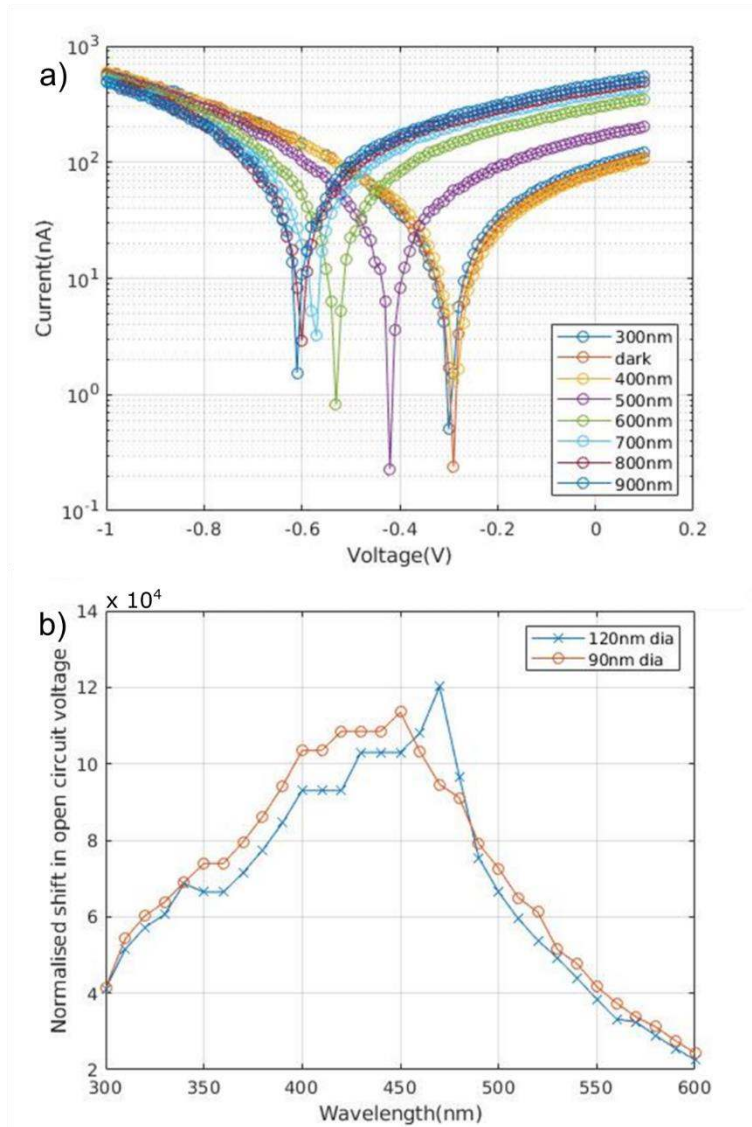 a)
10^3
10^2
10^1
10^0
10^-1
Current(nA)
-1 -0.8 -0.6 -0.4 -0.2 0 0.2
Voltage(V)
300nm
dark
400nm
500nm
600nm
700nm
800nm
900nm
b)
x 10^4
14
12
10
8
6
4
2
Normalised shift in open circuit voltage
300 350 400 450 500 550 600
Wavelength(nm)
120nm dia
90nm dia